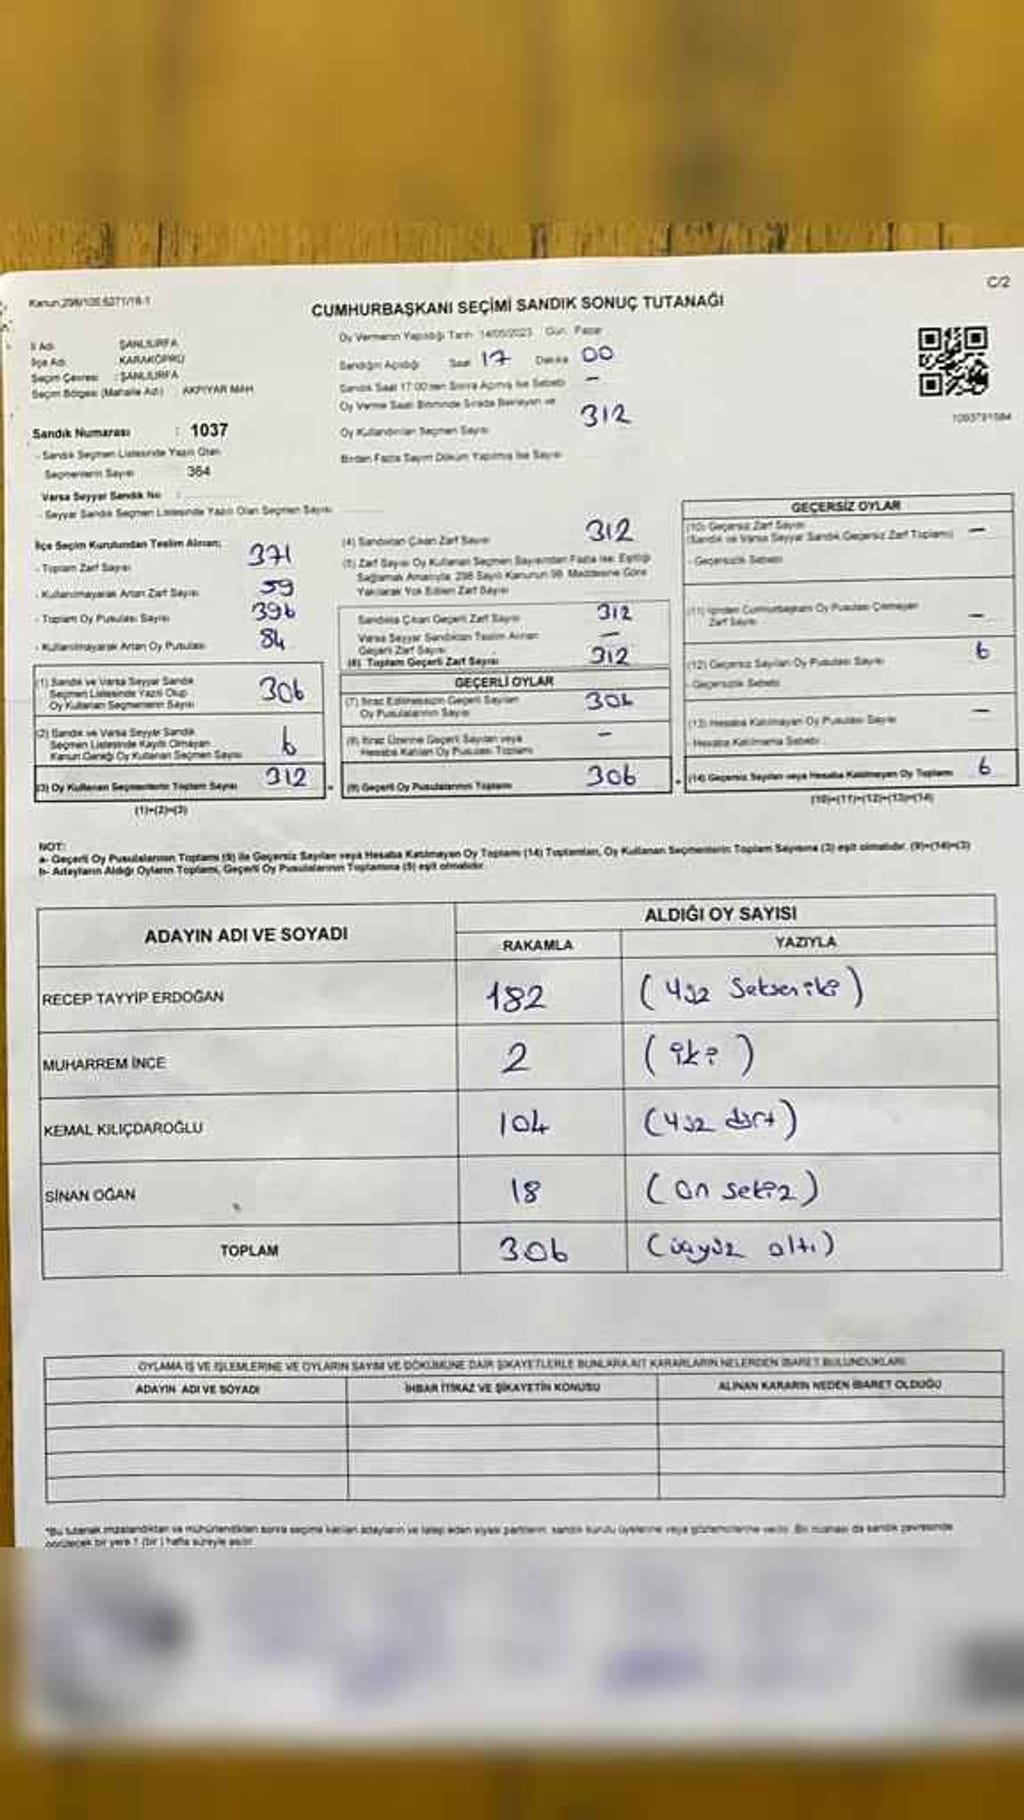 C/2
CUMHURBAŞKANI SEÇİMİ SANDIK SONUÇ TUTANAĞI
Oy Vermenin Yapıldığı Tarih 14/05/2023 Gün Pazar
İl Adı ŞANLIURFA
İlçe Adı KARAKÖPRÜ
Seçim Çevresi : ŞANLIURFA
Seçim Bölgesi (Mahalle Adı) : AKPIYAR MAH
Sandığın Açıldığı Saat 17 Dakika 00
Sandık Saat 17:00'den Sonra Açılmış İse Sebebi –
Oy Verme Saati Bitiminde Sırada Bekleyen ve
Oy Kullandırılan Seçmen Sayısı 312
Birden Fazla Sayım Döküm Yapılmış İse Sayısı
Sandık Numarası : 1037
- Sandık Seçmen Listesinde Yazılı Olan
Seçmenlerin Sayısı : 364
Varsa Seyyar Sandık No :
- Seyyar Sandık Seçmen Listesinde Yazılı Olan Seçmen Sayısı
İlçe Seçim Kurulundan Teslim Alınan;
- Toplam Zarf Sayısı 371
- Kullanılmayarak Artan Zarf Sayısı 59
- Toplam Oy Pusulası Sayısı 396
- Kullanılmayarak Artan Oy Pusulası 84
(1) Sandık ve Varsa Seyyar Sandık
Seçmen Listesinde Yazılı Olup
Oy Kullanan Seçmenlerin Sayısı 306
(2) Sandık ve Varsa Seyyar Sandık
Seçmen Listesinde Kayıtlı Olmayan
Kanun Gereği Oy Kullanan Seçmen Sayısı 6
(3) Oy Kullanan Seçmenlerin Toplam Sayısı 312
(1)+(2)=(3)
(4) Sandıktan Çıkan Zarf Sayısı 312
(5) Zarf Sayısı Oy Kullanan Seçmen Sayısından Fazla İse; Eşitliği
Sağlamak Amacıyla, 298 Sayılı Kanunun 98. Maddesine Göre
Yakılarak Yok Edilen Zarf Sayısı
Sandıkta Çıkan Geçerli Zarf Sayısı 312
Varsa Seyyar Sandıktan Teslim Alınan
Geçerli Zarf Sayısı –
(6) Toplam Geçerli Zarf Sayısı 312
GEÇERLİ OYLAR
(7) İtiraz Edilmeksizin Geçerli Sayılan
Oy Pusulalarının Sayısı 306
(8) İtiraz Üzerine Geçerli Sayılan veya
Hesaba Katılan Oy Pusulası Toplamı –
(9) Geçerli Oy Pusulalarının Toplamı 306
GEÇERSİZ OYLAR
(10) Geçersiz Zarf Sayısı
(Sandık ve Varsa Seyyar Sandık Geçersiz Zarf Toplamı) –
- Geçersizlik Sebebi
(11) İçinden Cumhurbaşkanı Oy Pusulası Çıkmayan
Zarf Sayısı –
(12) Geçersiz Sayılan Oy Pusulası Sayısı 6
- Geçersizlik Sebebi
(13) Hesaba Katılmayan Oy Pusulası Sayısı –
- Hesaba Katılmama Sebebi
(14) Geçersiz Sayılan veya Hesaba Katılmayan Oy Toplamı 6
(10)+(11)+(12)+(13)=(14)
NOT:
a- Geçerli Oy Pusulalarının Toplamı (9) ile Geçersiz Sayılan veya Hesaba Katılmayan Oy Toplamı (14) Toplamları, Oy Kullanan Seçmenlerin Toplam Sayısına (3) eşit olmalıdır. (9)+(14)=(3)
b- Adayların Aldığı Oyların Toplamı, Geçerli Oy Pusulalarının Toplamına (9) eşit olmalıdır.
ADAYIN ADI VE SOYADI ALDIĞI OY SAYISI
RAKAMLA YAZIYLA
RECEP TAYYİP ERDOĞAN 182 (yüz Seksen iki)
MUHARREM İNCE 2 (iki)
KEMAL KILIÇDAROĞLU 104 (yüz dört)
SİNAN OĞAN 18 (on sekiz)
TOPLAM 306 (üçyüz altı)
OYLAMA İŞ VE İŞLEMLERİNE VE OYLARIN SAYIM VE DÖKÜMÜNE DAİR ŞİKAYETLERLE BUNLARA AİT KARARLARIN NELERDEN İBARET BULUNDUKLARI
ADAYIN ADI VE SOYADI İHBAR İTİRAZ VE ŞİKAYETİN KONUSU ALINAN KARARIN NEDEN İBARET OLDUĞU
*Bu tutanak imzalandıktan ve mühürlendikten sonra seçime katılan adayların ve talep eden siyasi partilerin, sandık kurulu üyelerine veya gözlemcilerine verilir. Bir nüshası da sandık çevresinde
görülecek bir yere 1 (bir) hafta süreyle asılır.